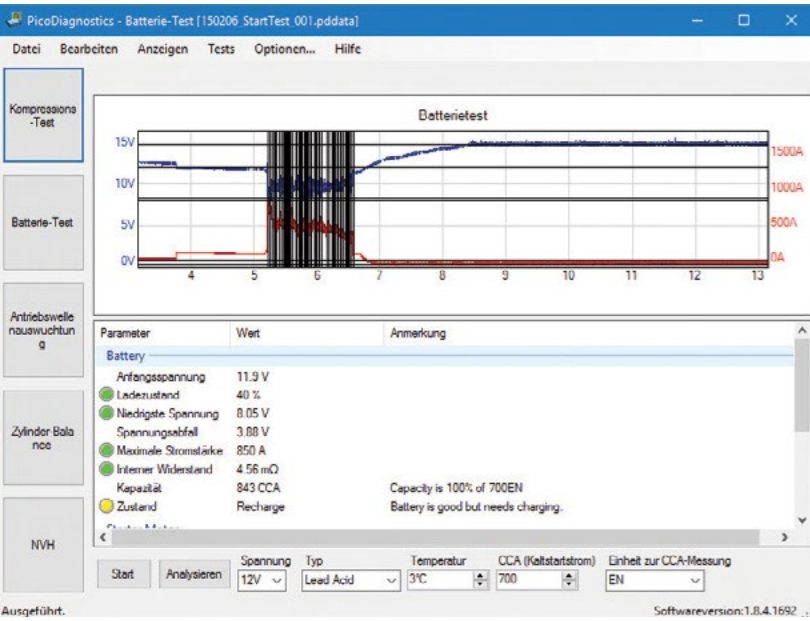 PicoDiagnostics - Batterie-Test [150206_StartTest_001.pddata]
Datei Bearbeiten Anzeigen Tests Optionen... Hilfe
Kompressions
-Test
Batterie-Test
Antriebswelle
nauswuchtun
g
Zylinder-Bala
nce
NVH
Batterietest
15V
10V
5V
0V
1500A
1000A
500A
0A
4 5 6 7 8 9 10 11 12 13
Parameter Wert Anmerkung
Battery
Anfangsspannung 11.9 V
Ladezustand 40 %
Niedrigste Spannung 8.05 V
Spannungsabfall 3.88 V
Maximale Stromstärke 850 A
Interner Widerstand 4.56 mΩ
Kapazität 843 CCA Capacity is 100% of 700EN
Zustand Recharge Battery is good but needs charging.
Start Analysieren
Spannung Typ Temperatur CCA (Kaltstartstrom) Einheit zur CCA-Messung
12V Lead Acid 3°C 700 EN
Ausgeführt. Softwareversion:1.8.4.1692